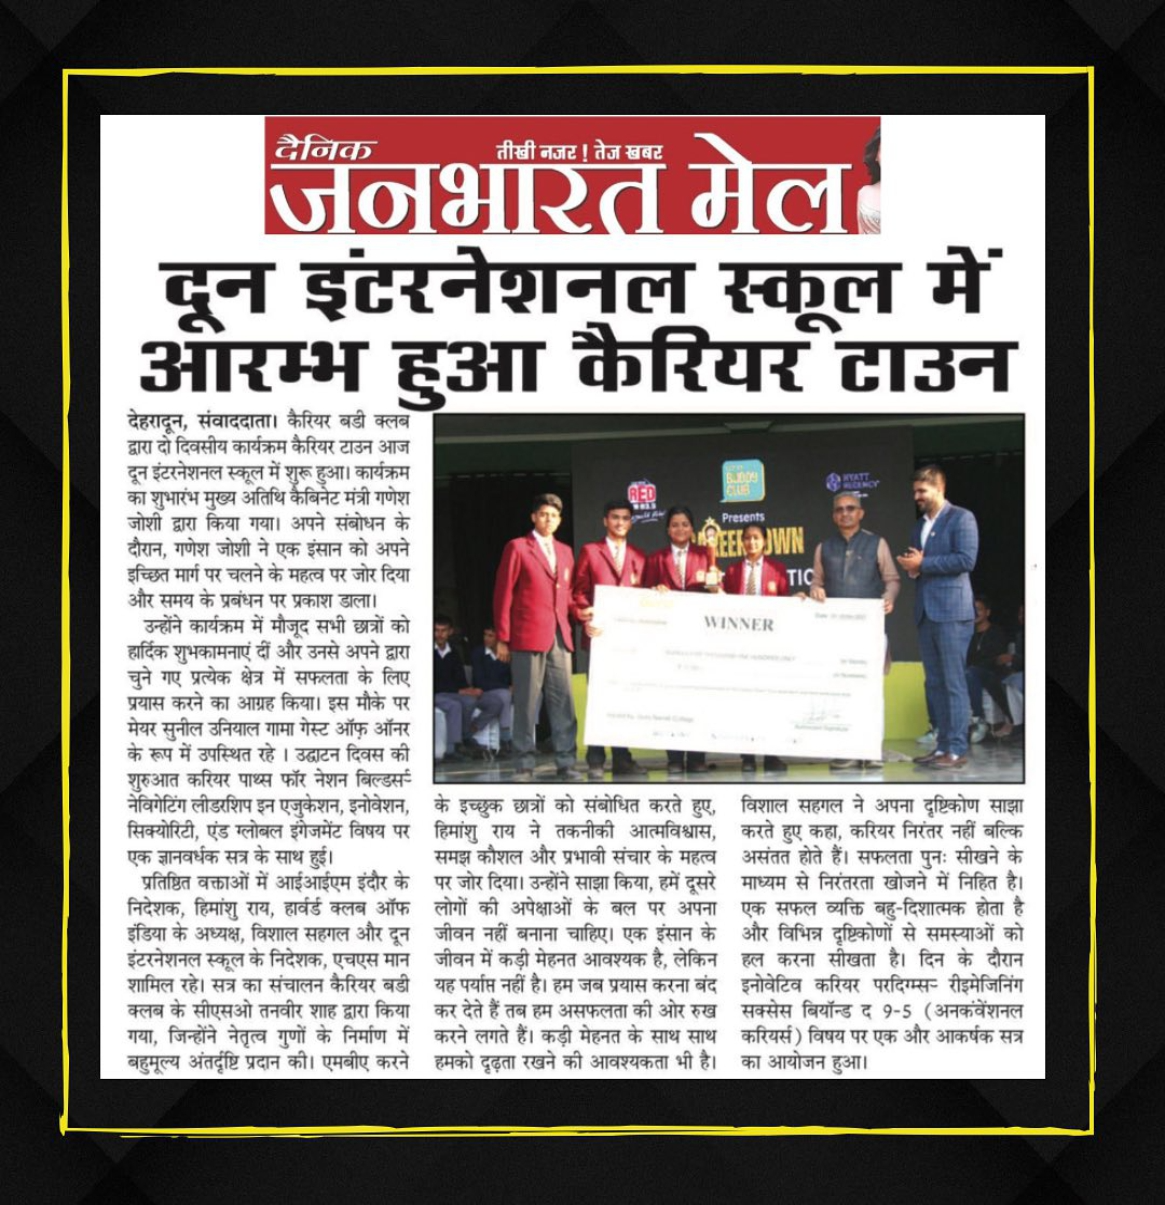 दैनिक
तीखी नजर ! तेज खबर
जनभारत मेल
दून इंटरनेशनल स्कूल में
आरम्भ हुआ कैरियर टाउन
देहरादून, संवाददाता। कैरियर बडी क्लब
द्वारा दो दिवसीय कार्यक्रम कैरियर टाउन आज
दून इंटरनेशनल स्कूल में शुरू हुआ। कार्यक्रम
का शुभारंभ मुख्य अतिथि कैबिनेट मंत्री गणेश
जोशी द्वारा किया गया। अपने संबोधन के
दौरान, गणेश जोशी ने एक इंसान को अपने
इच्छित मार्ग पर चलने के महत्व पर जोर दिया
और समय के प्रबंधन पर प्रकाश डाला।
उन्होंने कार्यक्रम में मौजूद सभी छात्रों को
हार्दिक शुभकामनाएं दीं और उनसे अपने द्वारा
चुने गए प्रत्येक क्षेत्र में सफलता के लिए
प्रयास करने का आग्रह किया। इस मौके पर
मेयर सुनील उनियाल गामा गेस्ट ऑफ़ ऑनर
के रूप में उपस्थित रहे । उद्घाटन दिवस की
शुरुआत करियर पाथ्स फॉर नेशन बिल्डर्स-
नेविगेटिंग लीडरशिप इन एजुकेशन, इनोवेशन,
सिक्योरिटी, एंड ग्लोबल इंगेजमेंट विषय पर
एक ज्ञानवर्धक सत्र के साथ हुई।
प्रतिष्ठित वक्ताओं में आईआईएम इंदौर के
निदेशक, हिमांशु राय, हार्वर्ड क्लब ऑफ
इंडिया के अध्यक्ष, विशाल सहगल और दून
इंटरनेशनल स्कूल के निदेशक, एचएस मान
शामिल रहे। सत्र का संचालन कैरियर बडी
क्लब के सीएसओ तनवीर शाह द्वारा किया
गया, जिन्होंने नेतृत्व गुणों के निर्माण में
बहुमूल्य अंतर्दृष्टि प्रदान की। एमबीए करने
RED
BUDDY
CLUB
HYATT
REGENCY
Presents
CAREER TOWN
WINNER
के इच्छुक छात्रों को संबोधित करते हुए,
हिमांशु राय ने तकनीकी आत्मविश्वास,
समझ कौशल और प्रभावी संचार के महत्व
पर जोर दिया। उन्होंने साझा किया, हमें दूसरे
लोगों की अपेक्षाओं के बल पर अपना
जीवन नहीं बनाना चाहिए। एक इंसान के
जीवन में कड़ी मेहनत आवश्यक है, लेकिन
यह पर्याप्त नहीं है। हम जब प्रयास करना बंद
कर देते हैं तब हम असफलता की ओर रुख
करने लगते हैं। कड़ी मेहनत के साथ साथ
हमको दृढ़ता रखने की आवश्यकता भी है।
विशाल सहगल ने अपना दृष्टिकोण साझा
करते हुए कहा, करियर निरंतर नहीं बल्कि
असंतत होते हैं। सफलता पुनः सीखने के
माध्यम से निरंतरता खोजने में निहित है।
एक सफल व्यक्ति बहु-दिशात्मक होता है
और विभिन्न दृष्टिकोणों से समस्याओं को
हल करना सीखता है। दिन के दौरान
इनोवेटिव करियर परदिग्म्स- रीइमेजिनिंग
सक्सेस बियॉन्ड द 9-5 (अनकंवेंशनल
करियर्स) विषय पर एक और आकर्षक सत्र
का आयोजन हुआ।